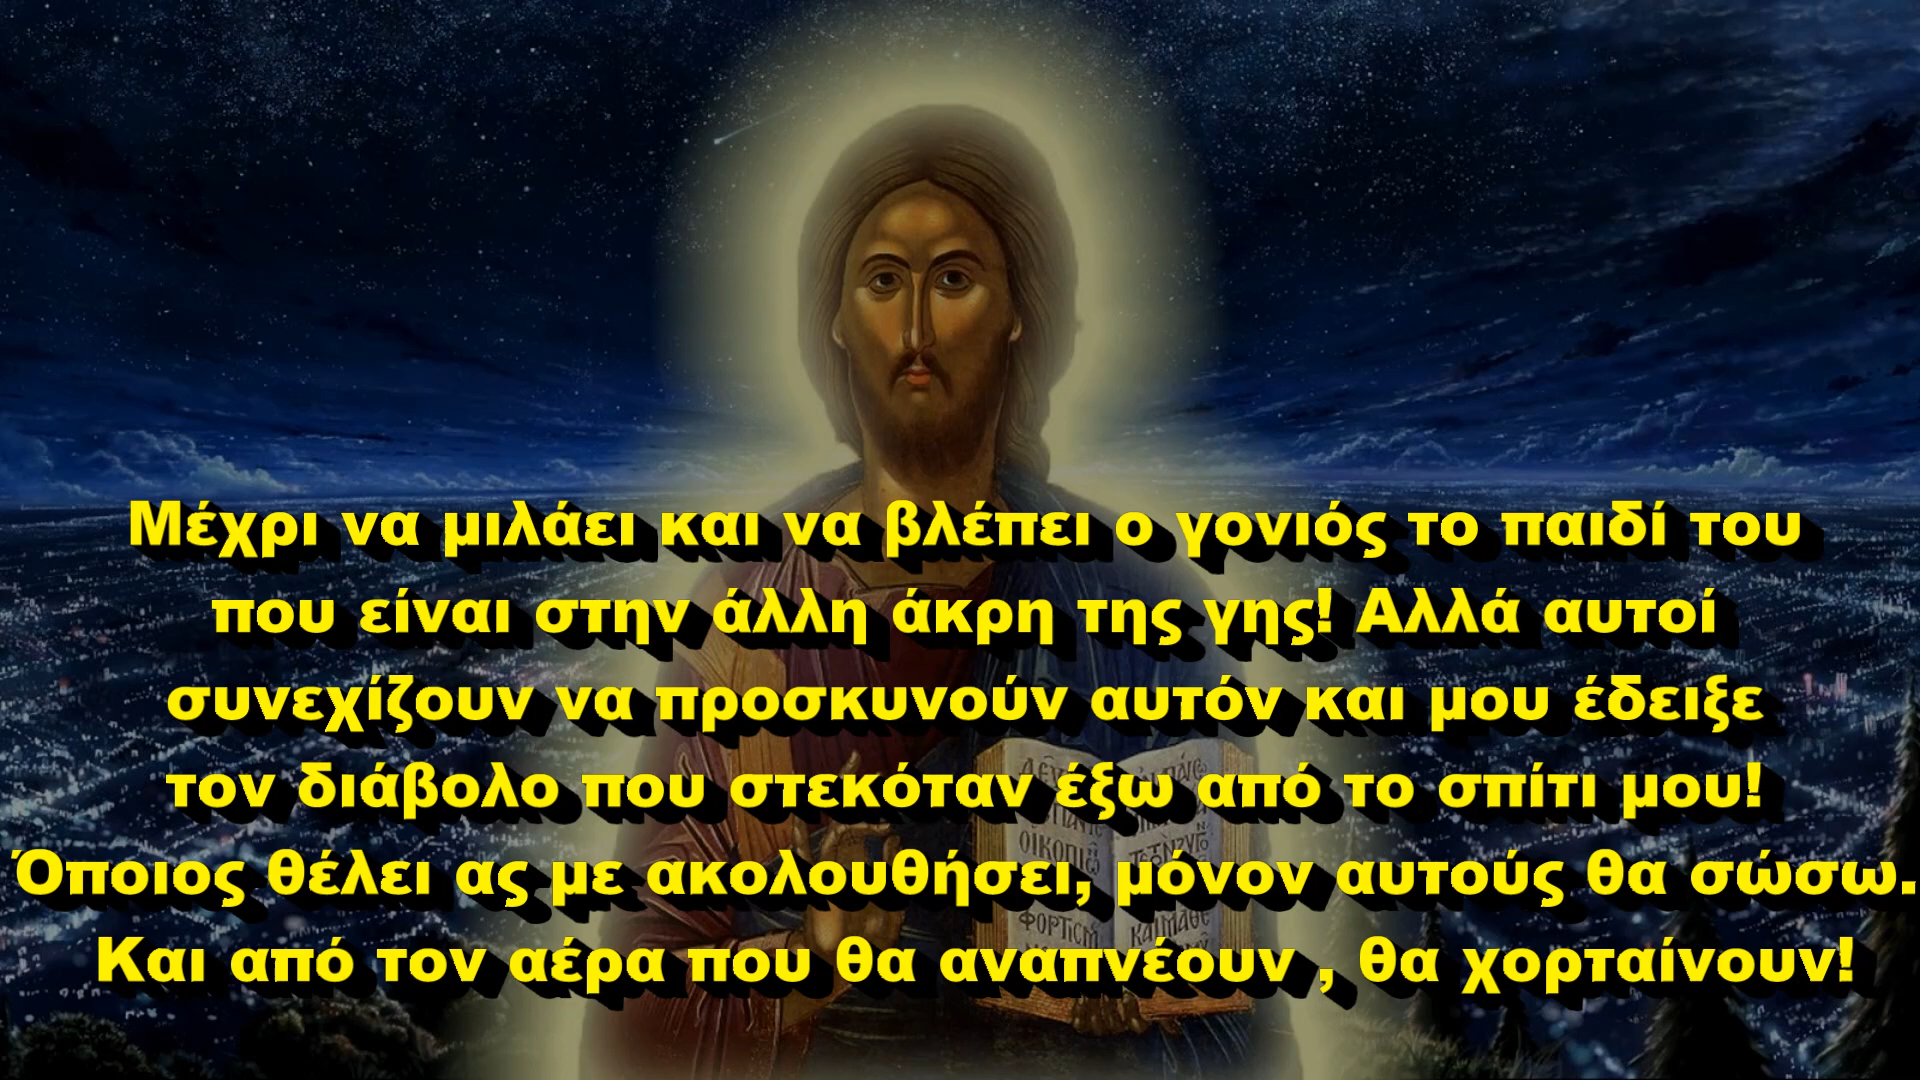 Μέχρι να μιλάει και να βλέπει ο γονιός το παιδί του
που είναι στην άλλη άκρη της γης! Αλλά αυτοί
συνεχίζουν να προσκυνούν αυτόν και μου έδειξε
τον διάβολο που στεκόταν έξω από το σπίτι μου!
Όποιος θέλει ας με ακολουθήσει, μόνον αυτούς θα σώσω.
Και από τον αέρα που θα αναπνέουν , θα χορταίνουν!